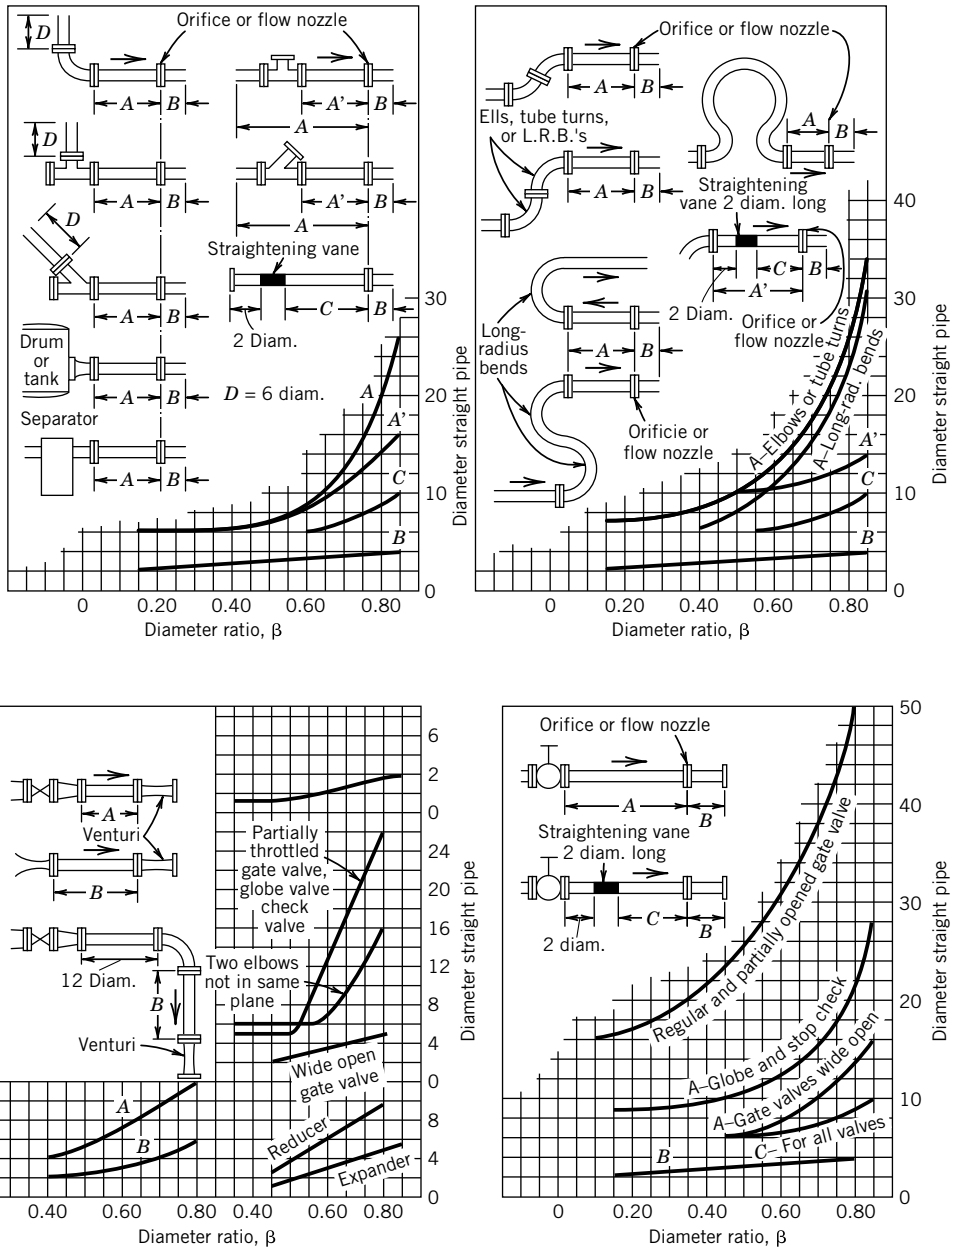 Orifice or flow nozzle
D
A
B
A'
B
A
D
A
B
A'
B
A
D
Straightening vane
A
B
C
B
2 Diam.
Drum
or
tank
D = 6 diam.
A
B
Separator
A
B
A
A'
C
B
30
20
10
0
Diameter straight pipe
0
0.20
0.40
0.60
0.80
Diameter ratio, β
Orifice or flow nozzle
A
B
Ells, tube turns,
or L.R.B.'s
A
B
A
B
Straightening
vane 2 diam. long
C
B
2 Diam.
A'
Orifice or
flow nozzle
Long-
radius
bends
A
B
A
B
Orificie or
flow nozzle
A–Elbows or tube turns
A–Long-rad. bends
A'
C
B
40
30
20
10
0
Diameter straight pipe
0
0.20
0.40
0.60
0.80
Diameter ratio, β
A
Venturi
B
12 Diam.
B
Venturi
A
B
Partially
throttled
gate valve,
globe valve
check
valve
Two elbows
not in same
plane
Wide open
gate valve
Reducer
Expander
6
2
0
24
20
16
12
8
4
0
8
4
0
Diameter straight pipe
0.40
0.60
0.80
0.40
0.60
0.80
Diameter ratio, β
Orifice or flow nozzle
A
B
Straightening vane
2 diam. long
2 diam.
C
B
Regular and partially opened gate valve
A–Globe and stop check
A–Gate valves wide open
C– For all valves
B
50
40
30
20
10
0
Diameter straight pipe
0
0.20
0.40
0.60
0.80
Diameter ratio, β